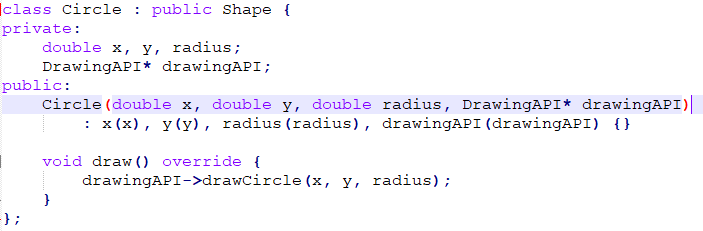 class Circle : public Shape {
private:
    double x, y, radius;
    DrawingAPI* drawingAPI;
public:
    Circle(double x, double y, double radius, DrawingAPI* drawingAPI)
        : x(x), y(y), radius(radius), drawingAPI(drawingAPI) {}

    void draw() override {
        drawingAPI->drawCircle(x, y, radius);
    }
};